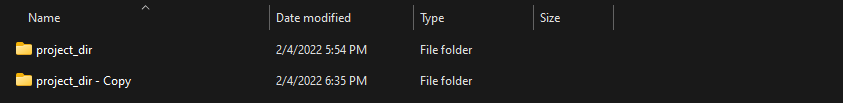 Name Date modified Type Size
project_dir 2/4/2022 5:54 PM File folder
project_dir - Copy 2/4/2022 6:35 PM File folder